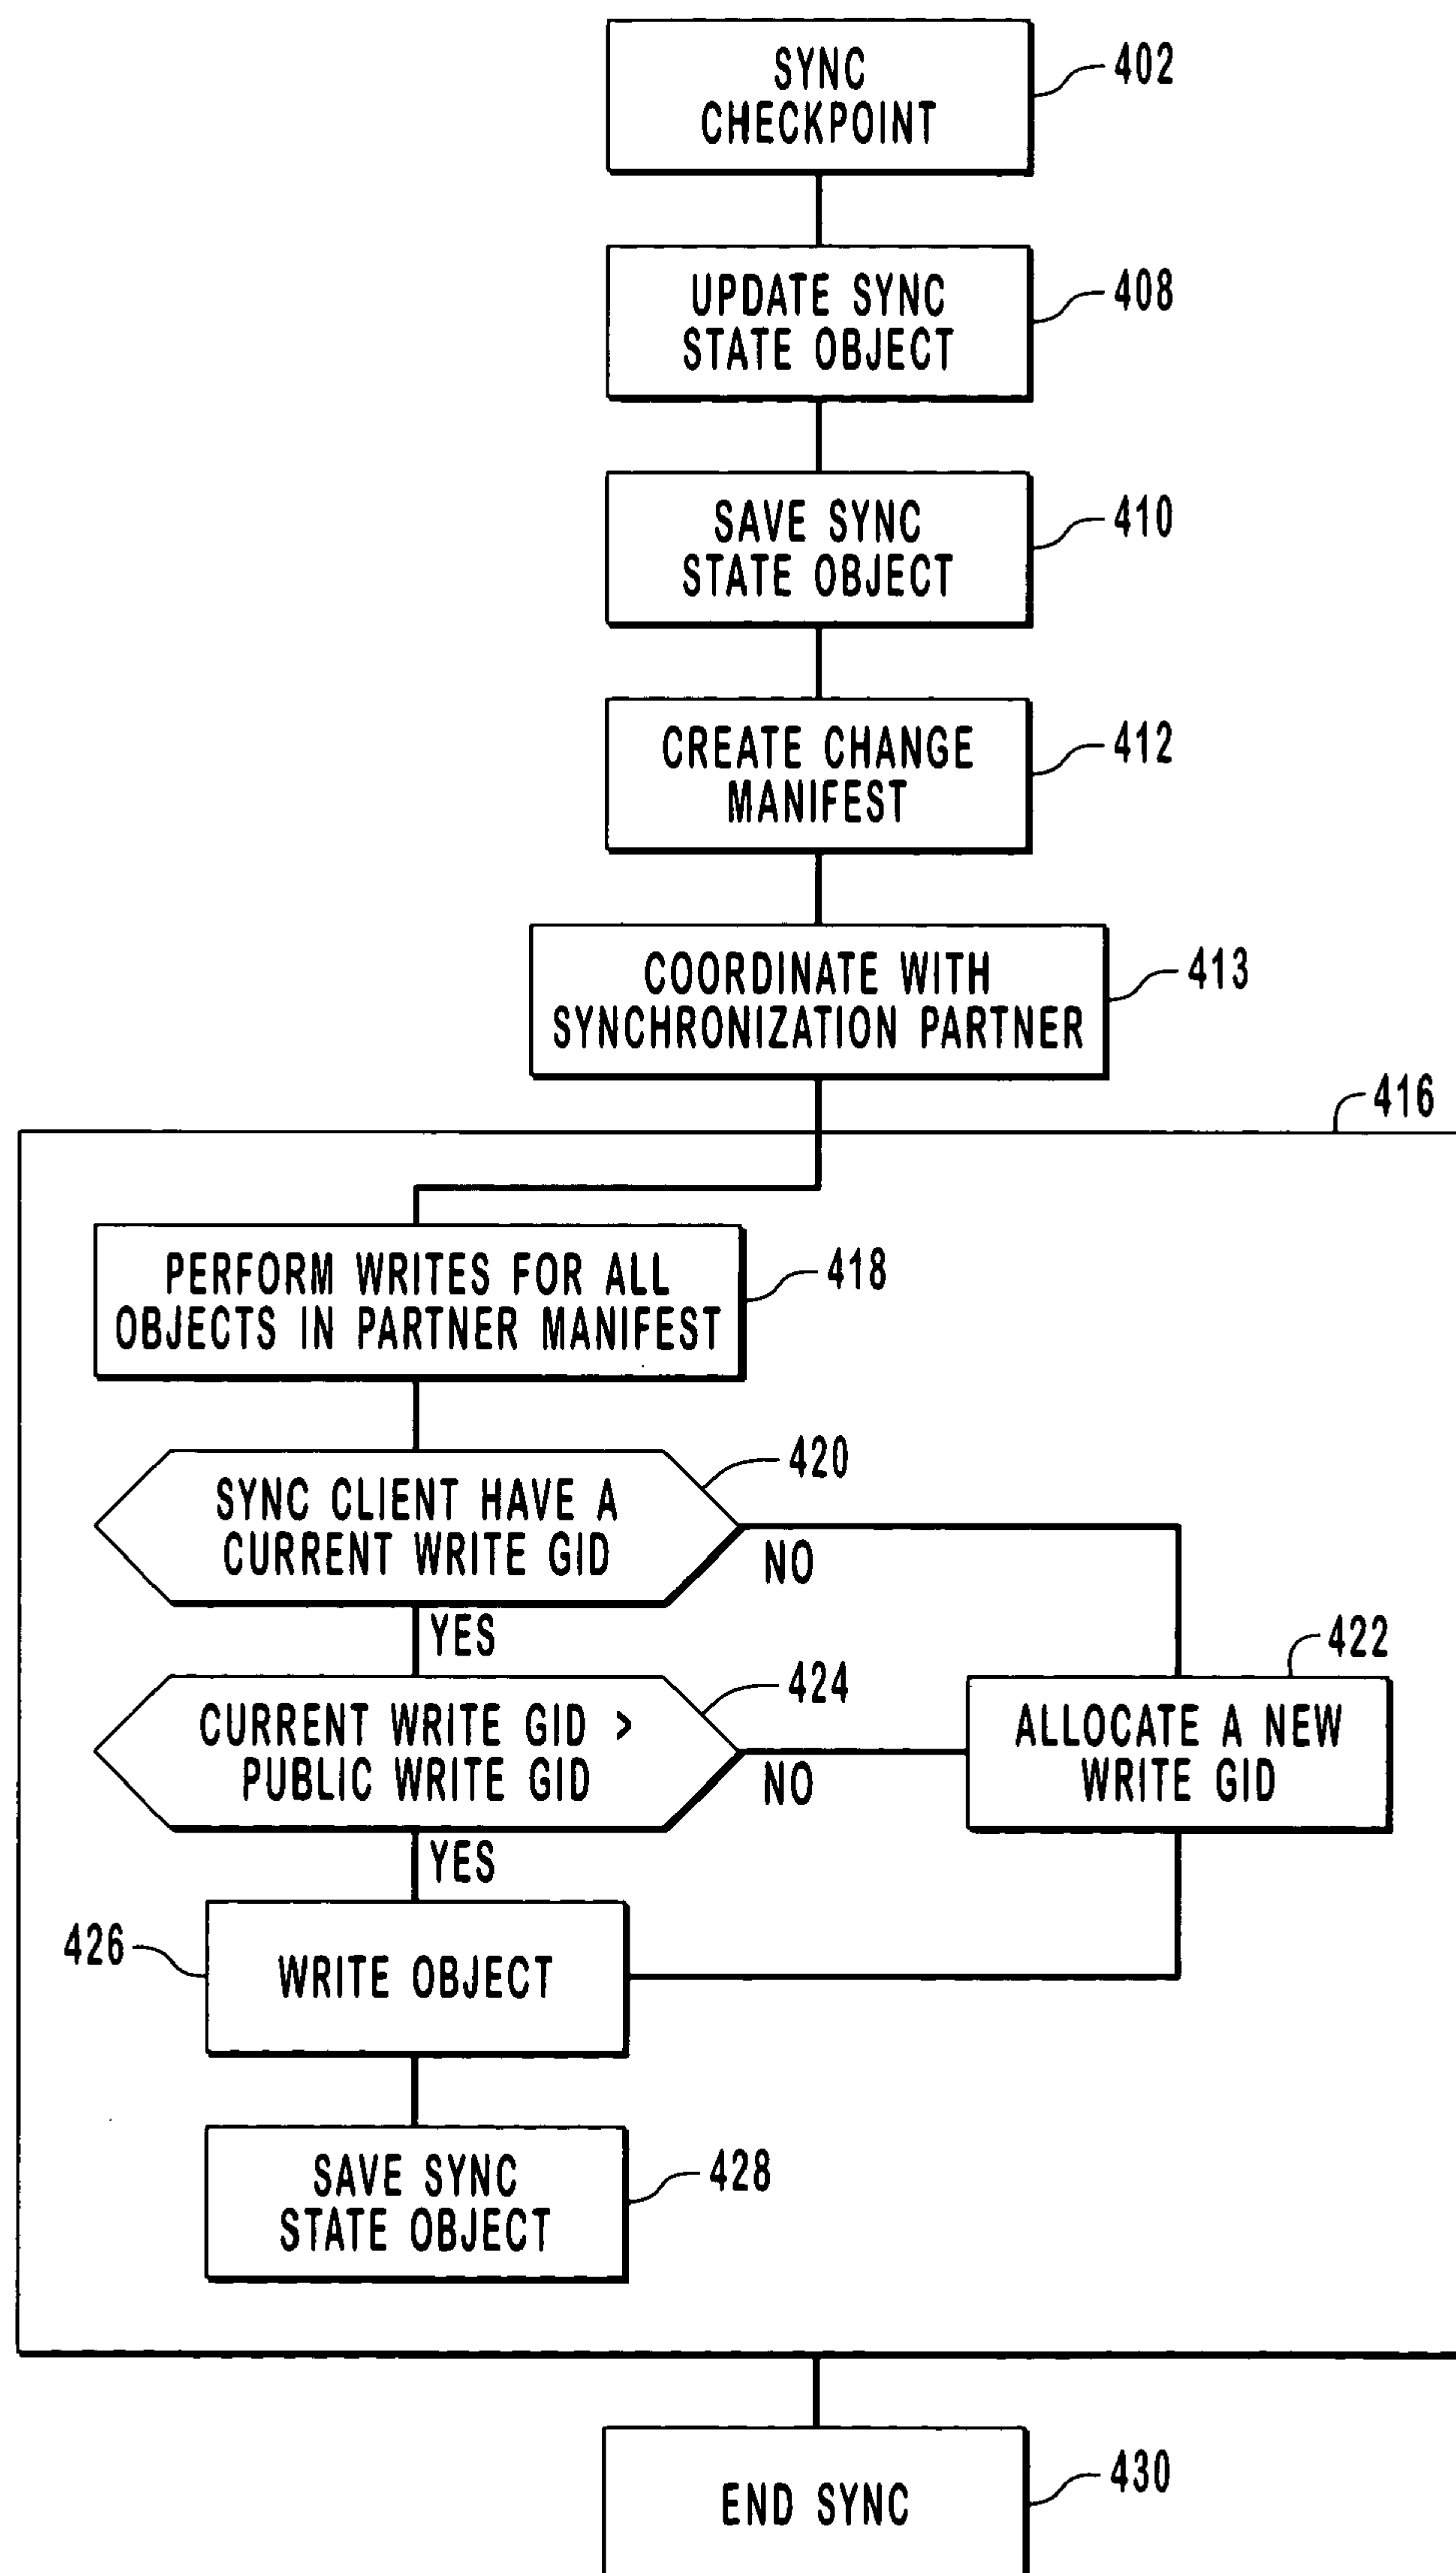 SYNC
CHECKPOINT
402
UPDATE SYNC
STATE OBJECT
408
SAVE SYNC
STATE OBJECT
410
CREATE CHANGE
MANIFEST
412
COORDINATE WITH
SYNCHRONIZATION PARTNER
413
416
PERFORM WRITES FOR ALL
OBJECTS IN PARTNER MANIFEST
418
SYNC CLIENT HAVE A
CURRENT WRITE GID
420
NO
YES
CURRENT WRITE GID >
PUBLIC WRITE GID
424
NO
YES
ALLOCATE A NEW
WRITE GID
422
WRITE OBJECT
426
SAVE SYNC
STATE OBJECT
428
END SYNC
430